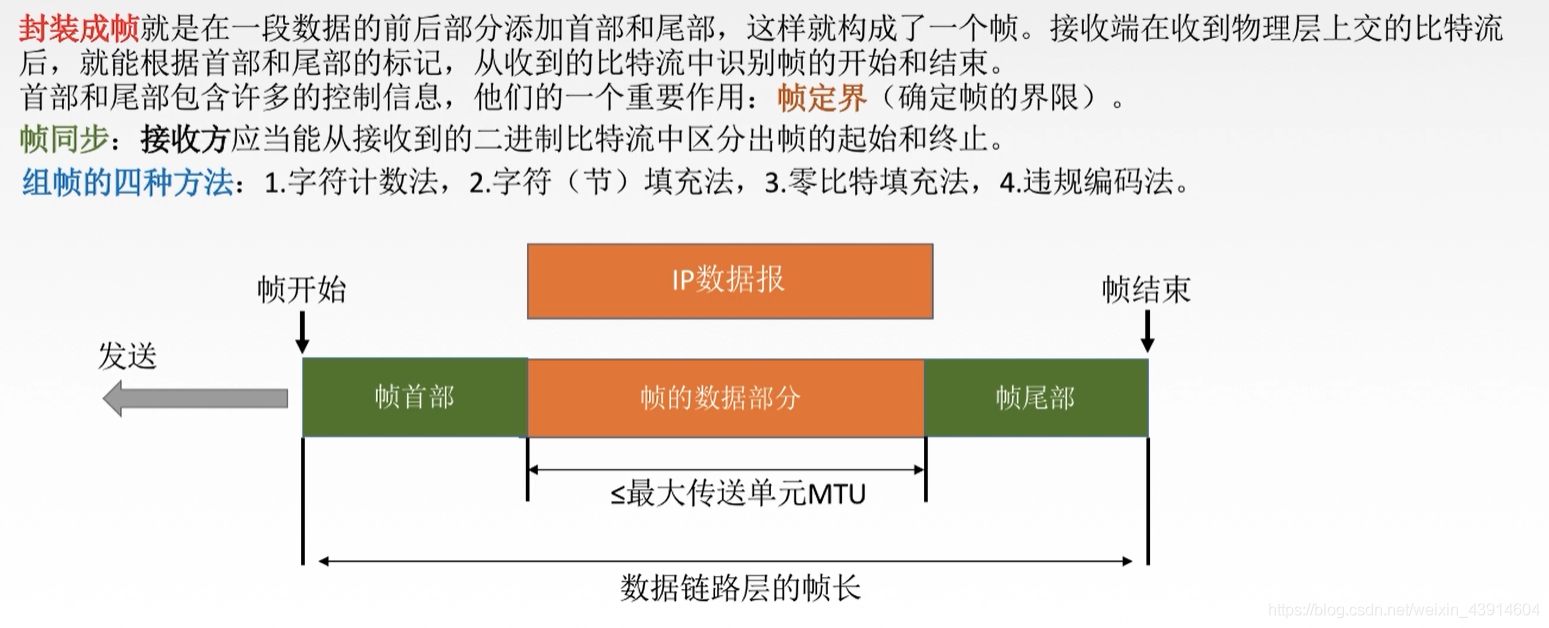 封装成帧就是在一段数据的前后部分添加首部和尾部，这样就构成了一个帧。接收端在收到物理层上交的比特流
后，就能根据首部和尾部的标记，从收到的比特流中识别帧的开始和结束。
首部和尾部包含许多的控制信息，他们的一个重要作用：帧定界（确定帧的界限）。
帧同步：接收方应当能从接收到的二进制比特流中区分出帧的起始和终止。
组帧的四种方法：1.字符计数法，2.字符（节）填充法，3.零比特填充法，4.违规编码法。
IP数据报
帧开始
帧结束
发送
帧首部
帧的数据部分
帧尾部
≤最大传送单元MTU
数据链路层的帧长
https://blog.csdn.net/weixin_43914604